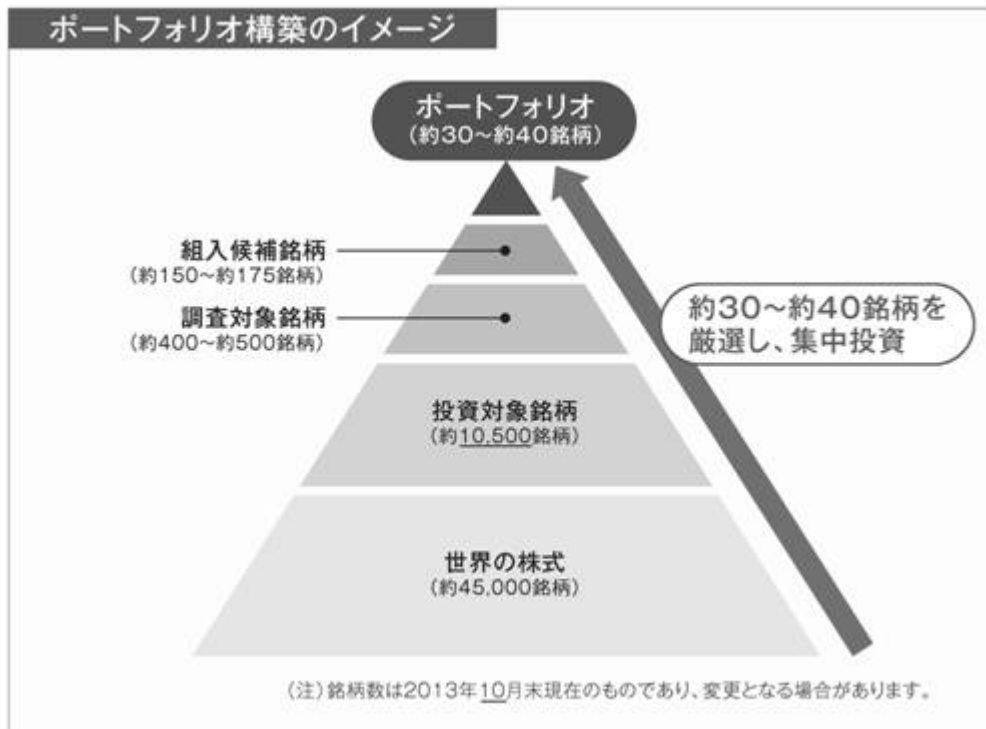 ポートフォリオ構築のイメージ
ポートフォリオ
(約30〜約40銘柄)
組入候補銘柄
(約150〜約175銘柄)
調査対象銘柄
(約400〜約500銘柄)
約30〜約40銘柄を
厳選し、集中投資
投資対象銘柄
(約10,500銘柄)
世界の株式
(約45,000銘柄)
(注)銘柄数は2013年10月末現在のものであり、変更となる場合があります。